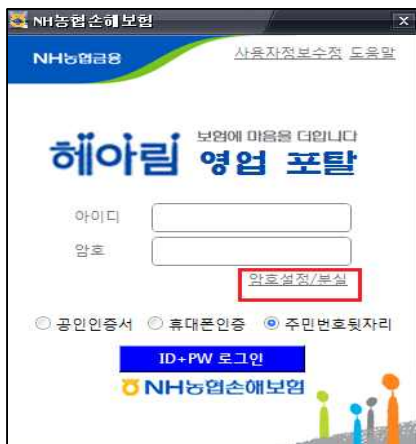 NH농협손해보험
NH농협금융 사용자정보수정 도움말
보험에 마음을 더합니다
헤아림 영업 포탈
아이디
암호
암호설정/분실
공인인증서 휴대폰인증 주민번호뒷자리
ID+PW 로그인
NH농협손해보험